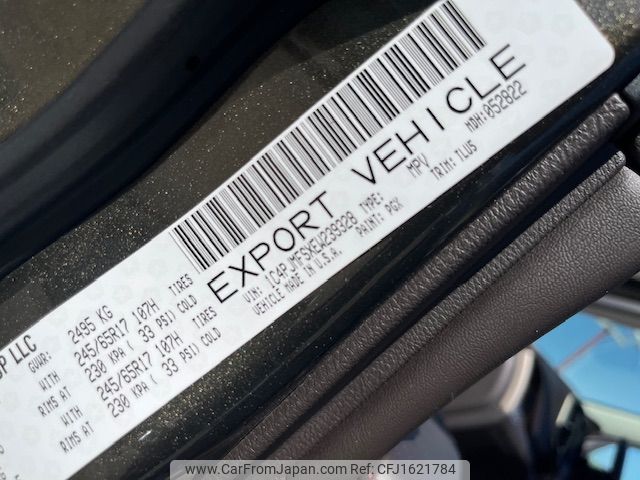 EXPORT VEHICLE
VIN: 1C4PJMFSXEW239328 TYPE: MPV MDH:052822
VEHICLE MADE IN U.S.A. PAINT: PGX TRIM: TLU5
P LLC
GVWR: 2495 KG
WITH 245/65R17 107H TIRES
RIMS AT 230 KPA ( 33 PSI) COLD
WITH 245/65R17 107H TIRES
RIMS AT 230 KPA ( 33 PSI) COLD
www.CarFromJapan.com - CFJ1621784